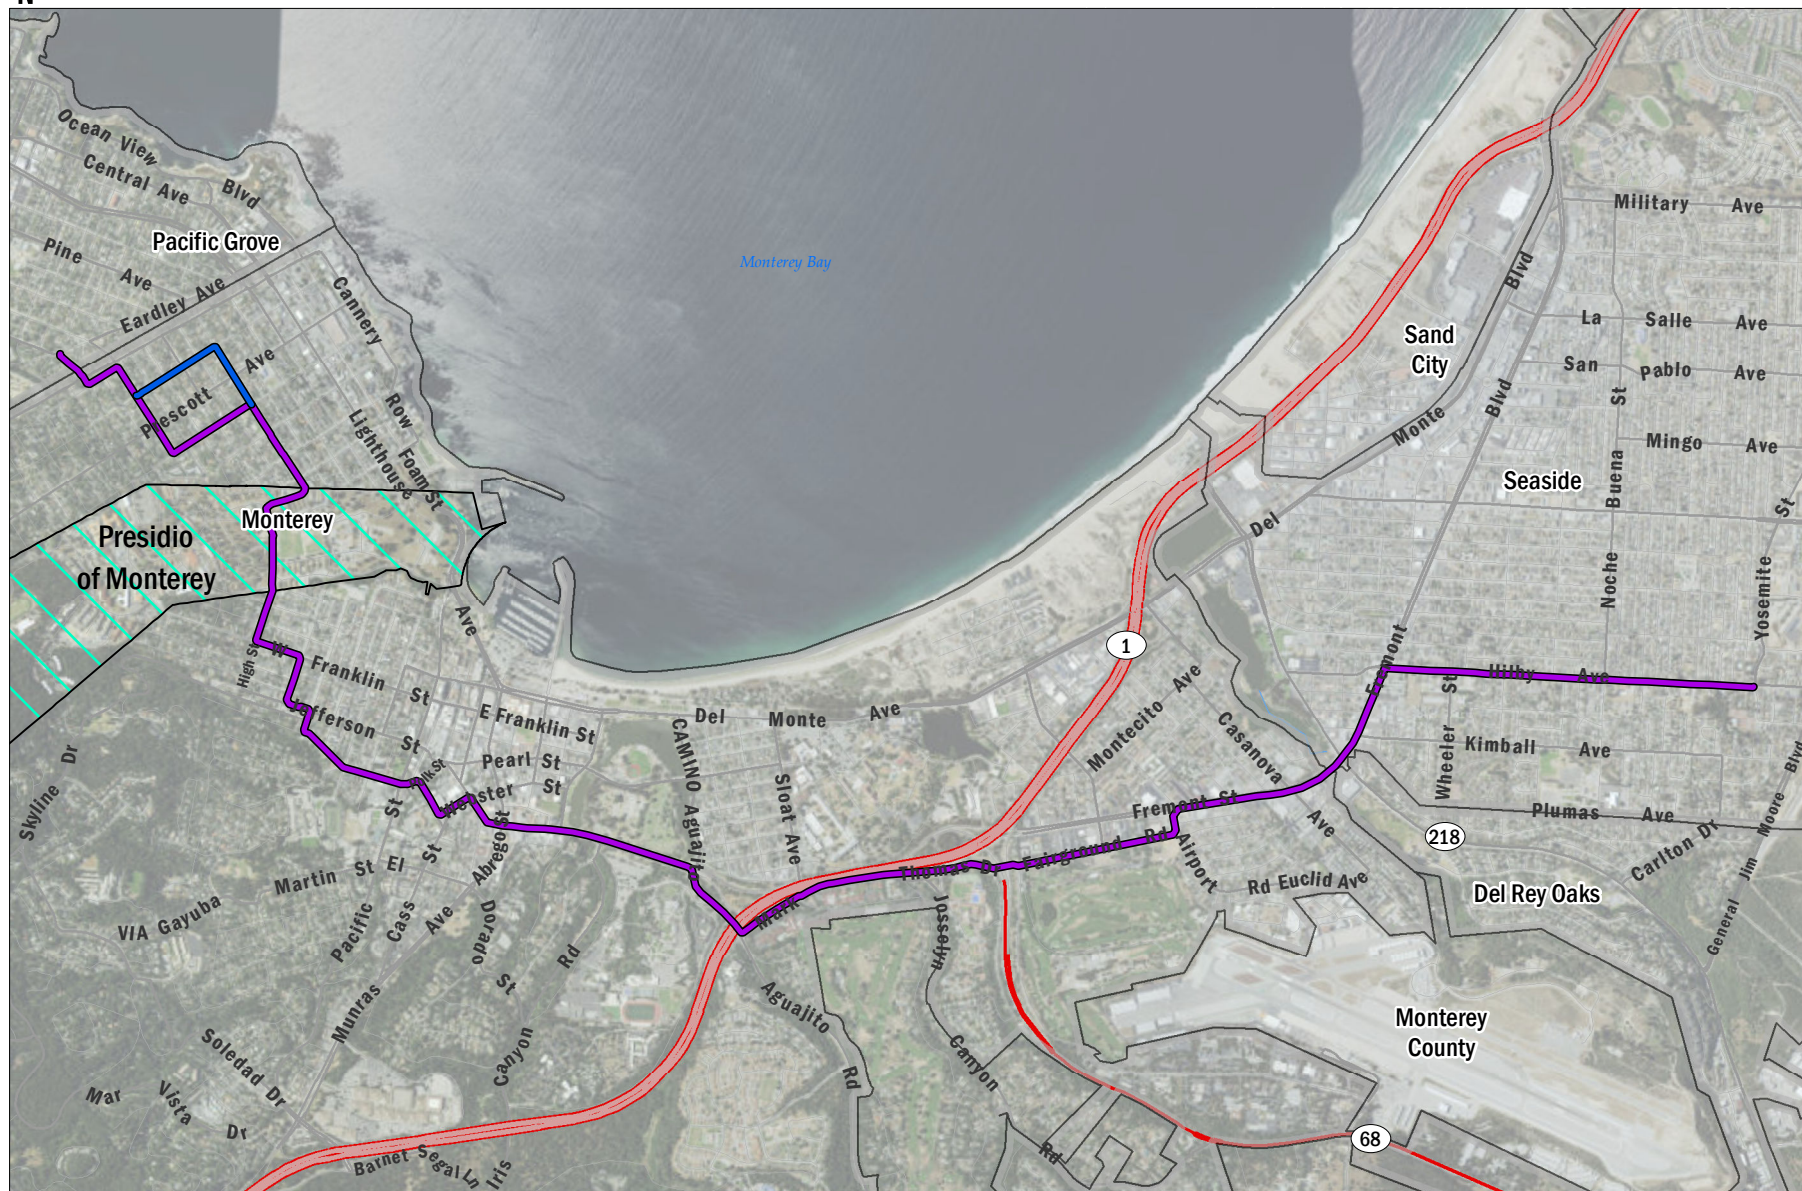 N
Ocean View
Blvd
Central Ave
Pacific Grove
Pine Ave
Eardley Ave
Cannery
Row
Prescott Ave
Lighthouse
Foam St
Ave
Monterey
Presidio
of Monterey
Monterey Bay
Military Ave
La Salle Ave
San Pablo Ave
Mingo Ave
Sand
City
Seaside
Del Monte Blvd
Fremont Blvd
Noche Buena St
Yosemite St
Hilby Ave
Wheeler St
Kimball Ave
Plumas Ave
Carlton Dr
General Jim Moore Blvd
218
Del Rey Oaks
1
High St
W Franklin St
E Franklin St
Jefferson St
Pearl St
Webster St
Del Monte Ave
CAMINO Aguajito
Sloat Ave
Montecito Ave
Casanova Ave
Fremont St
Fairground Rd
Airport Rd
Euclid Ave
Mark Thomas Dr
Josselyn
Canyon
Rd
Aguajito
Rd
Skyline Dr
Martin St
El
VIA Gayuba
Pacific St
Cass St
Abrego St
Munras Ave
Dorapo St
Canyon Rd
Soledad Dr
Mar Vista Dr
Barnet Segal Ln
Iris
Monterey
County
68